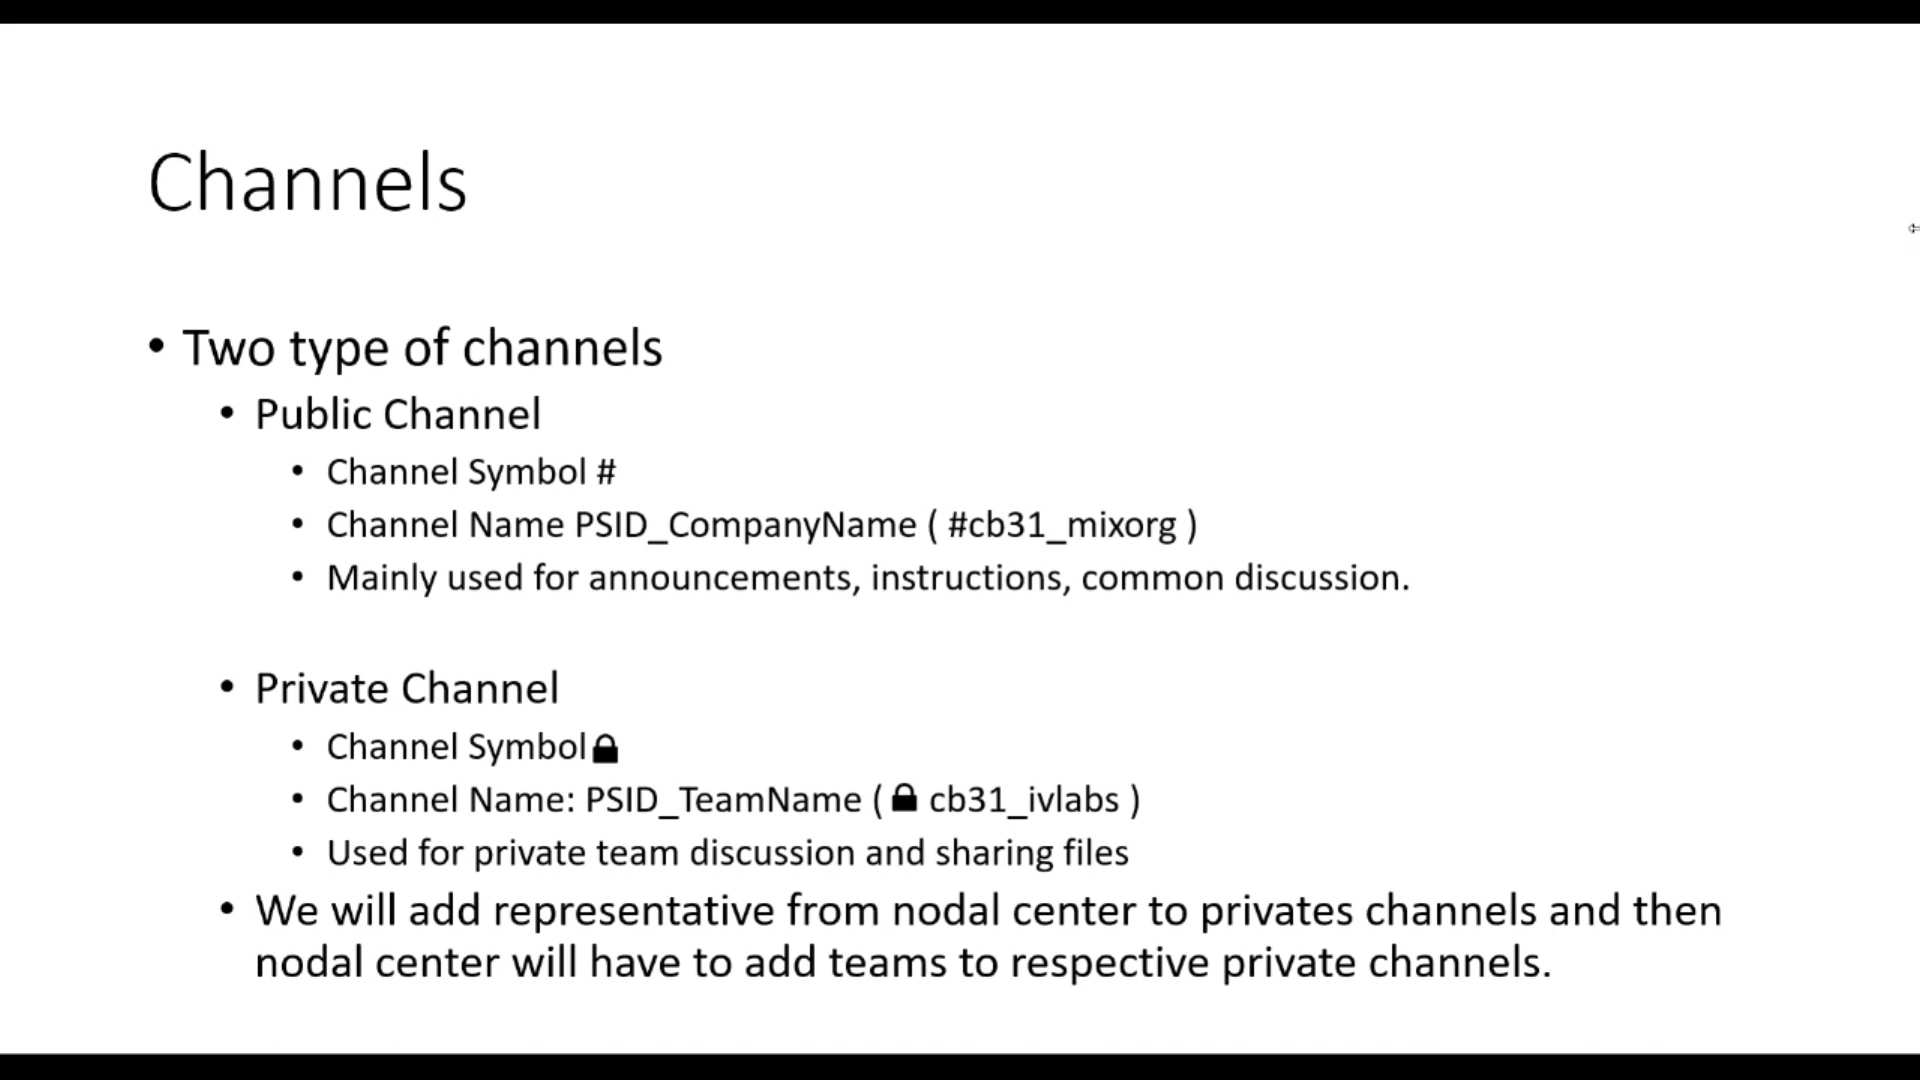 Channels
• Two type of channels
• Public Channel
• Channel Symbol #
• Channel Name PSID_CompanyName ( #cb31_mixorg )
• Mainly used for announcements, instructions, common discussion.
• Private Channel
• Channel Symbol🔒
• Channel Name: PSID_TeamName ( 🔒 cb31_ivlabs )
• Used for private team discussion and sharing files
• We will add representative from nodal center to privates channels and then
nodal center will have to add teams to respective private channels.